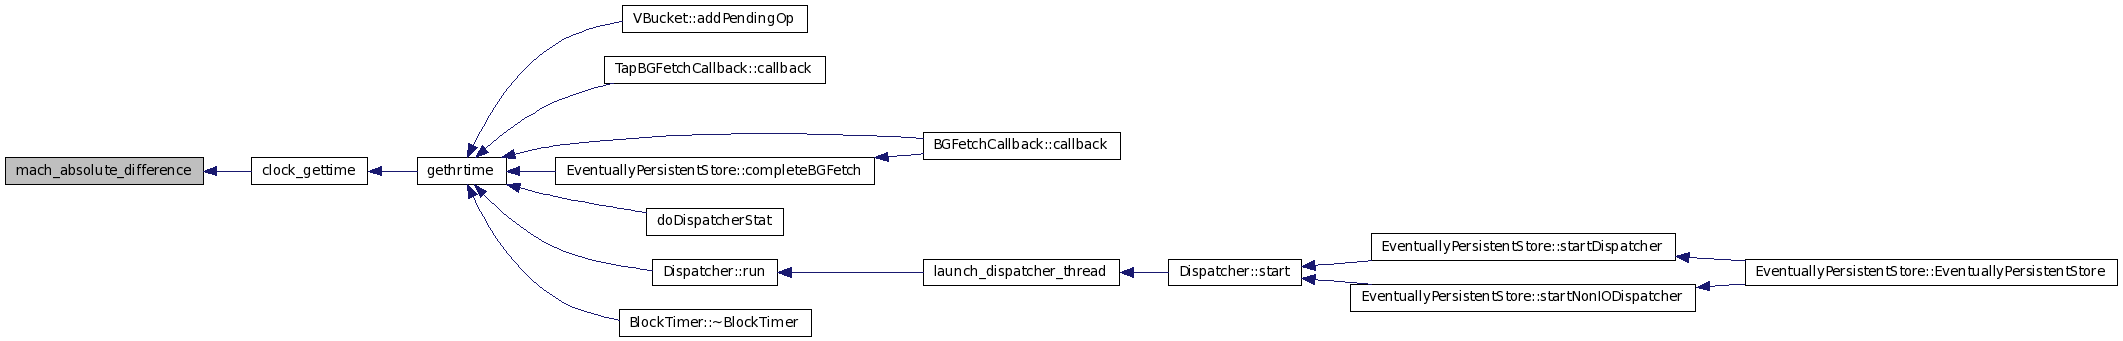 VBucket::addPendingOp
TapBGFetchCallback::callback
BGFetchCallback::callback
mach_absolute_difference
clock_gettime
gethrtime
EventuallyPersistentStore::completeBGFetch
doDispatcherStat
EventuallyPersistentStore::startDispatcher
Dispatcher::run
launch_dispatcher_thread
Dispatcher::start
EventuallyPersistentStore::EventuallyPersistentStore
EventuallyPersistentStore::startNonIODispatcher
BlockTimer::~BlockTimer